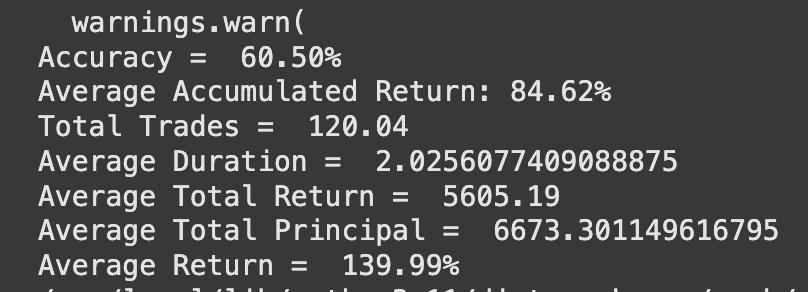 warnings.warn(
Accuracy =  60.50%
Average Accumulated Return: 84.62%
Total Trades =  120.04
Average Duration =  2.0256077409088875
Average Total Return =  5605.19
Average Total Principal =  6673.301149616795
Average Return =  139.99%